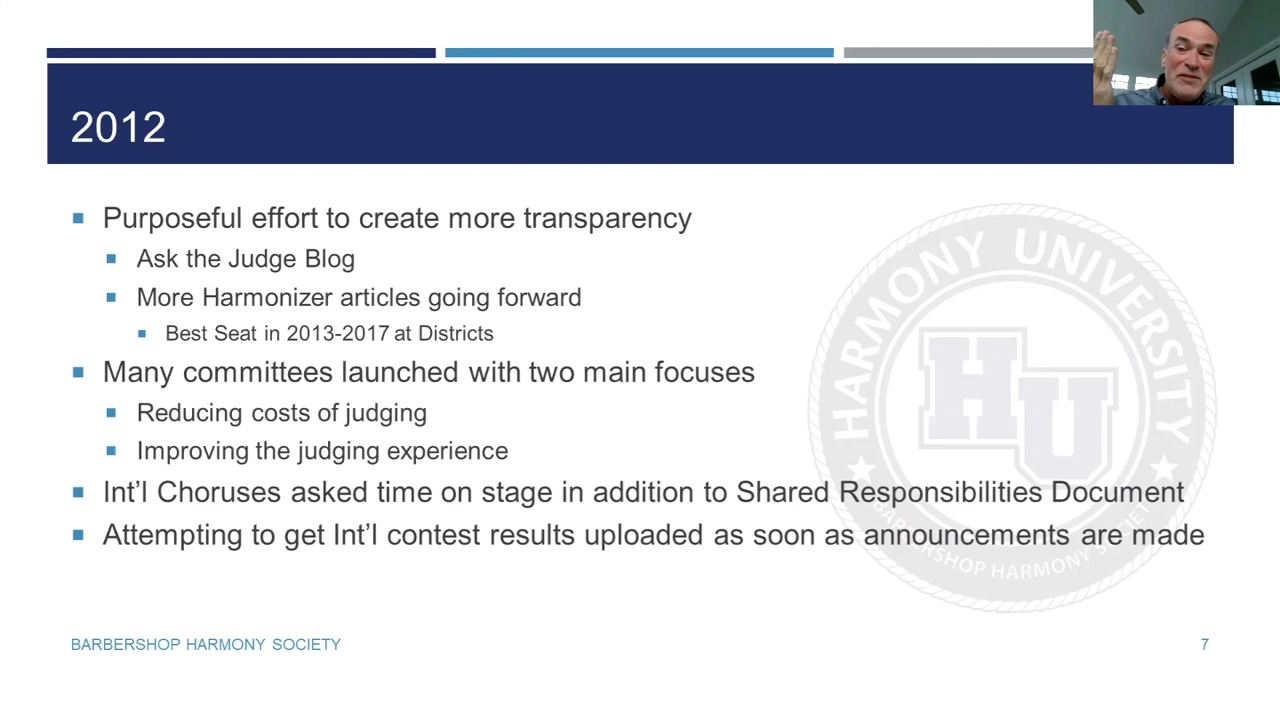 2012
Purposeful effort to create more transparency
Ask the Judge Blog
More Harmonizer articles going forward
Best Seat in 2013-2017 at Districts
Many committees launched with two main focuses
Reducing costs of judging
Improving the judging experience
Int’l Choruses asked time on stage in addition to Shared Responsibilities Document
Attempting to get Int’l contest results uploaded as soon as announcements are made
HARMONY UNIVERSITY
HU
BARBERSHOP HARMONY SOCIETY
BARBERSHOP HARMONY SOCIETY
7